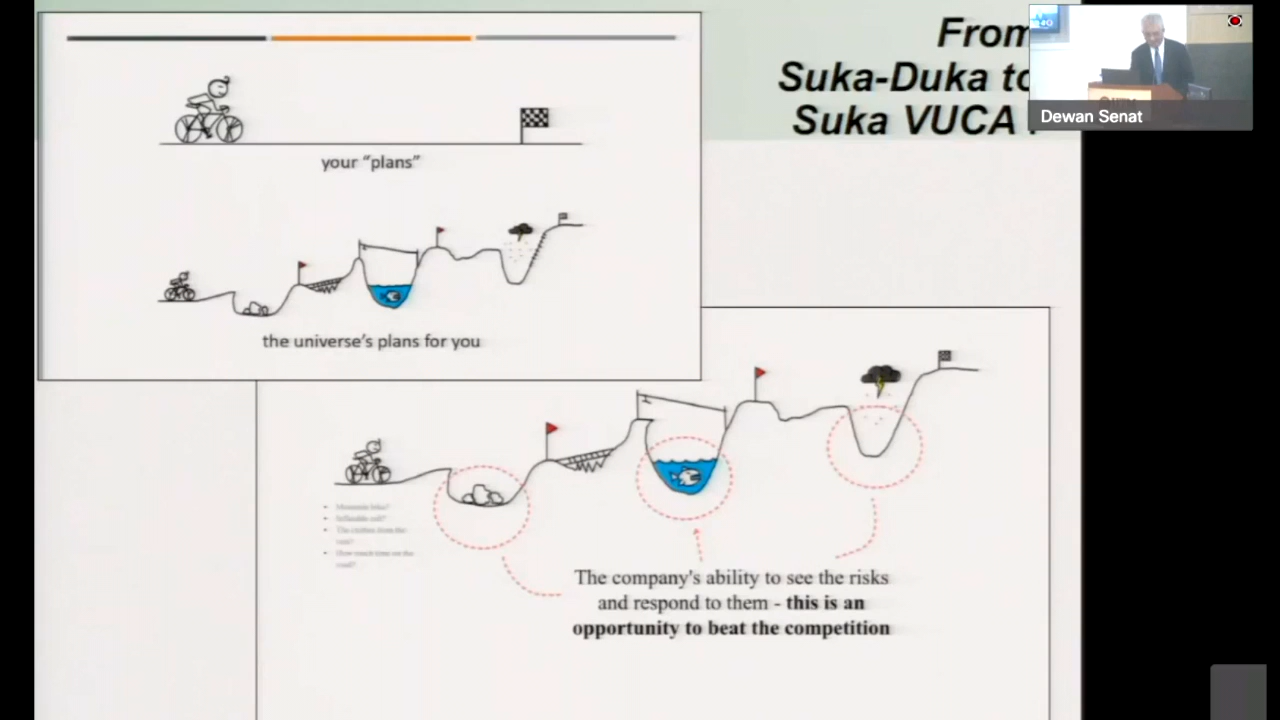 From
Suka-Duka to
Suka VUCA
Dewan Senat
your “plans”
the universe's plans for you
The company's ability to see the risks
and respond to them - this is an
opportunity to beat the competition